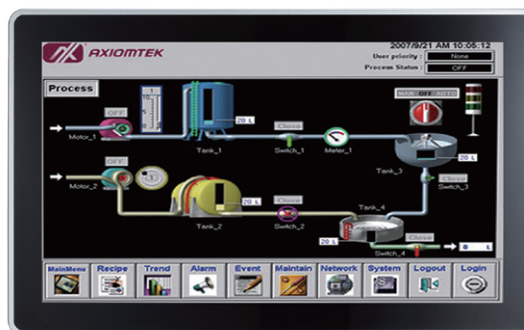 AXIOMTEK
2007/9/21 AM 10:05:12
User priority : None
Process Status : OFF
Process
OFF
Motor_1
Tank_1
20 L
Close
Switch_1
Meter_1
MAN OFF AUTO
Tank_3
20 L
OFF
Motor_2
Tank_2
20 L
Close
Switch_2
Close
Switch_3
Tank_4
20 L
Close
Switch_4
0 L
MainMenu Recipe Trend Alarm Event Maintain Network System Logout Login